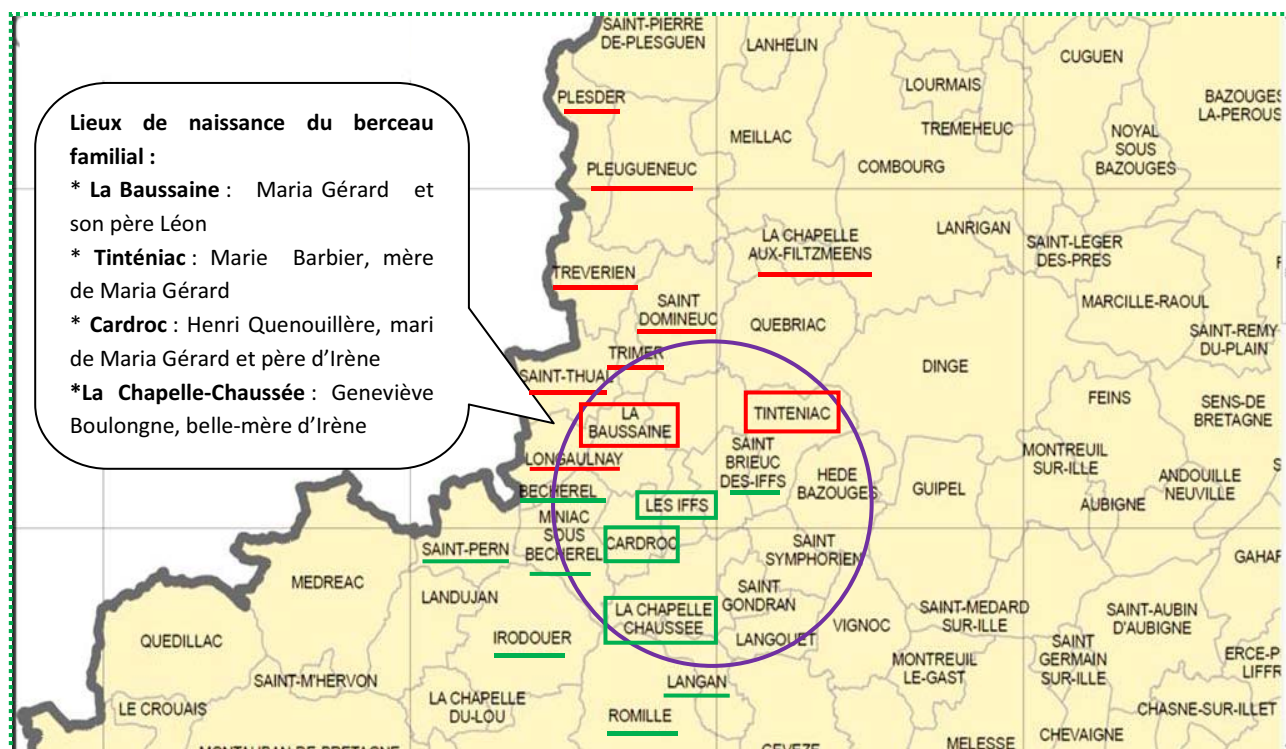 Lieux de naissance du berceau
familial :
* La Baussaine : Maria Gérard et
son père Léon
* Tinténiac : Marie Barbier, mère
de Maria Gérard
* Cardroc : Henri Quenouillère, mari
de Maria Gérard et père d'Irène
*La Chapelle-Chaussée : Geneviève
Boulongne, belle-mère d'Irène
SAINT-PIERRE
DE-PLESGUEN
LANHELIN
CUGUEN
PLESDER
LOURMAIS
BAZOUGES
LA-PEROUS
MEILLAC
TREMEHEUC
NOYAL
SOUS
BAZOUGES
PLEUGUENEUC
COMBOURG
LA CHAPELLE
AUX-FILTZMEENS
LANRIGAN
SAINT-LEGER
DES-PRES
TREVERIEN
SAINT
DOMINEUC
QUEBRIAC
MARCILLE-RAOUL
SAINT-REMY
DU-PLAIN
TRIMER
DINGE
SAINT-THUAL
LA
BAUSSAINE
TINTENIAC
FEINS
SENS-DE
BRETAGNE
LONGAULNAY
SAINT
BRIEUC
DES-IFFS
HEDE
BAZOUGES
GUIPEL
MONTREUIL
SUR-ILLE
ANDOUILLE
NEUVILLE
BECHEREL
LES IFFS
AUBIGNE
MINIAC
SOUS
BECHEREL
CARDROC
SAINT
SYMPHORIEN
SAINT-PERN
GAHAR
MEDREAC
LANDUJAN
SAINT
GONDRAN
LA CHAPELLE
CHAUSSEE
SAINT-MEDARD
SUR-ILLE
SAINT-AUBIN
D'AUBIGNE
QUEDILLAC
IRODOUER
LANGOUET
VIGNOC
SAINT
GERMAIN
SUR-ILLE
MONTREUIL
LE-GAST
ERCE-P
LIFFR
SAINT-M'HERVON
LANGAN
LE CROUAIS
LA CHAPELLE
DU-LOU
ROMILLE
CHASNE-SUR-ILLET
CHEVAIGNE
MELESSE
GEVEZE
MONTAUBAN-DE-BRETAGNE